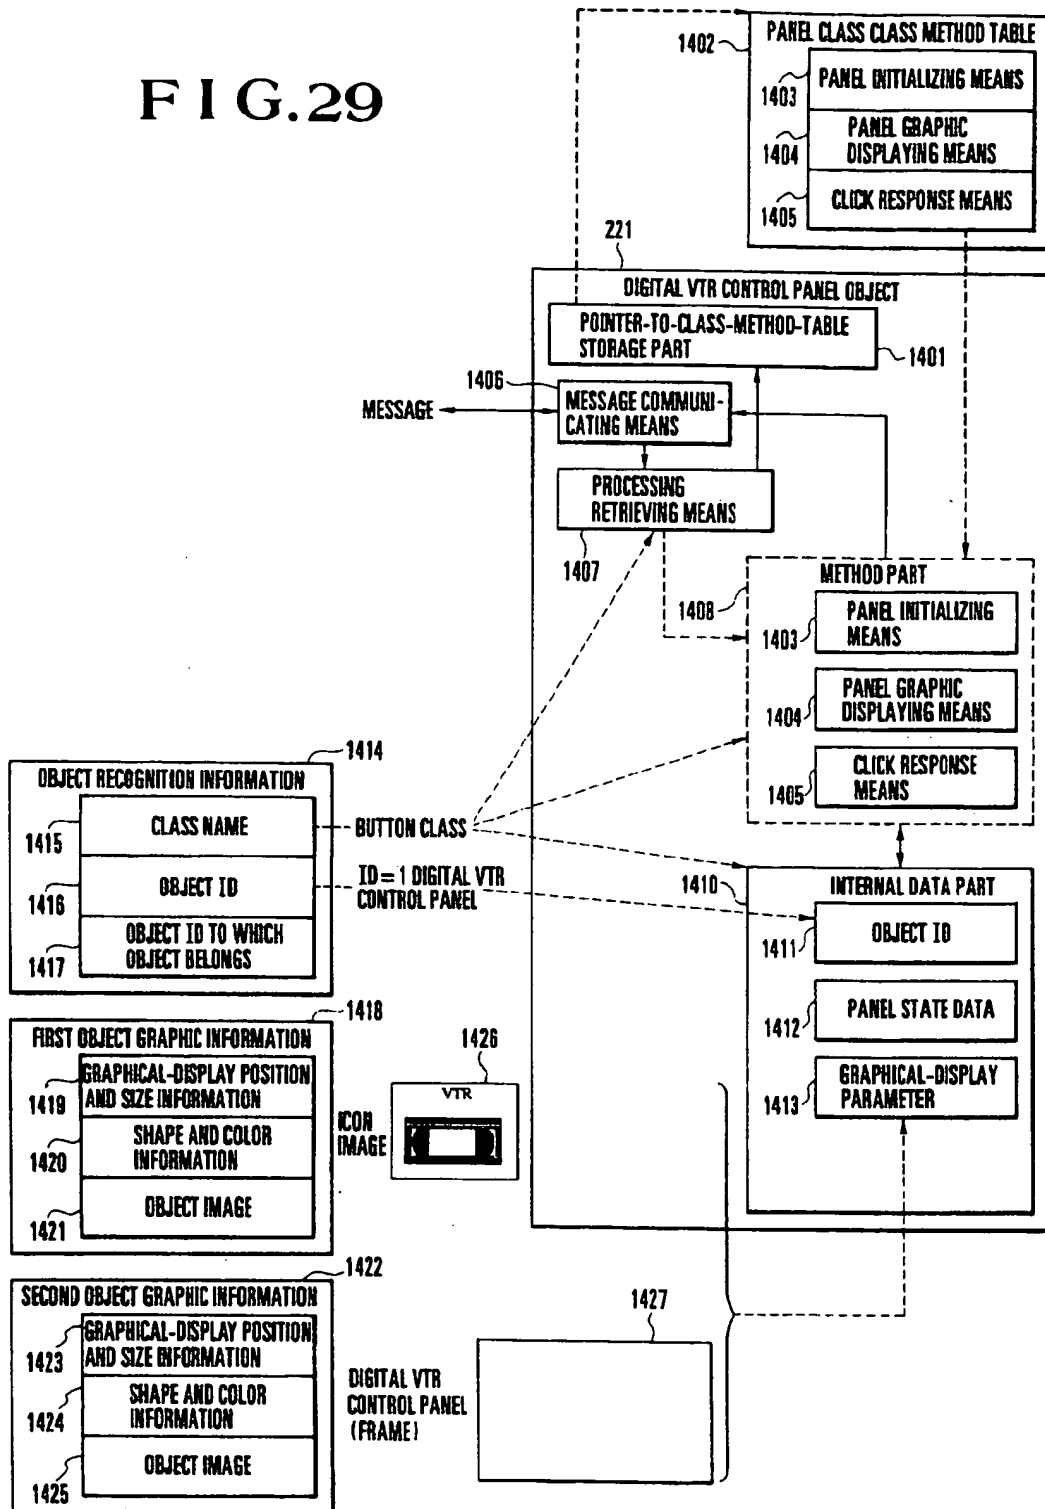 FIG.29
1402
PANEL CLASS CLASS METHOD TABLE
1403
PANEL INITIALIZING MEANS
1404
PANEL GRAPHIC
DISPLAYING MEANS
1405
CLICK RESPONSE MEANS
221
DIGITAL VTR CONTROL PANEL OBJECT
POINTER-TO-CLASS-METHOD-TABLE
STORAGE PART
1401
1406
MESSAGE
MESSAGE COMMUNI-
CATING MEANS
PROCESSING
RETRIEVING MEANS
1407
METHOD PART
1408
1403
PANEL INITIALIZING
MEANS
1404
PANEL GRAPHIC
DISPLAYING MEANS
1405
CLICK RESPONSE
MEANS
1414
OBJECT RECOGNITION INFORMATION
1415
CLASS NAME
BUTTON CLASS
1416
OBJECT ID
ID=1 DIGITAL VTR
CONTROL PANEL
1417
OBJECT ID TO WHICH
OBJECT BELONGS
1410
INTERNAL DATA PART
1411
OBJECT ID
1412
PANEL STATE DATA
1413
GRAPHICAL-DISPLAY
PARAMETER
1418
FIRST OBJECT GRAPHIC INFORMATION
1419
GRAPHICAL-DISPLAY POSITION
AND SIZE INFORMATION
1420
SHAPE AND COLOR
INFORMATION
1421
OBJECT IMAGE
ICON
IMAGE
1426
VTR
1422
SECOND OBJECT GRAPHIC INFORMATION
1423
GRAPHICAL-DISPLAY POSITION
AND SIZE INFORMATION
1424
SHAPE AND COLOR
INFORMATION
1425
OBJECT IMAGE
DIGITAL VTR
CONTROL PANEL
(FRAME)
1427